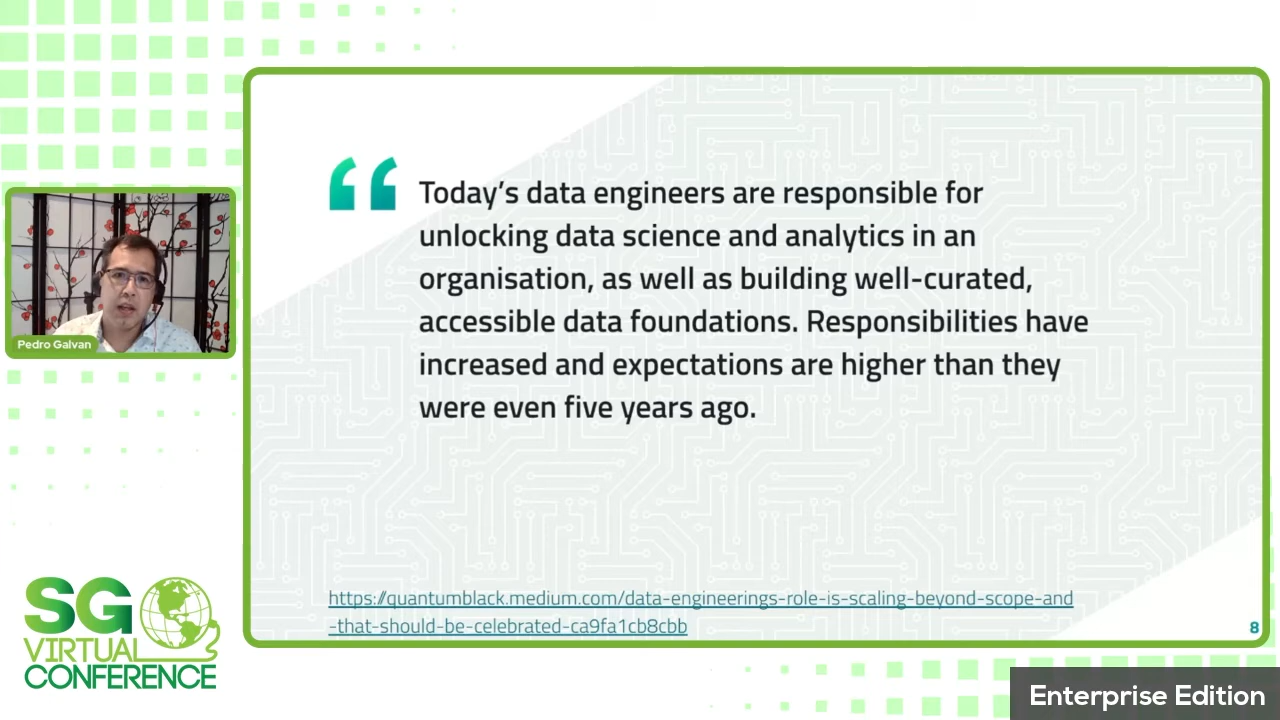 “ Today’s data engineers are responsible for
unlocking data science and analytics in an
organisation, as well as building well-curated,
accessible data foundations. Responsibilities have
increased and expectations are higher than they
were even five years ago.
https://quantumblack.medium.com/data-engineerings-role-is-scaling-beyond-scope-and
-that-should-be-celebrated-ca9fa1cb8cbb
8
Pedro Galvan
SG
VIRTUAL
CONFERENCE
Enterprise Edition